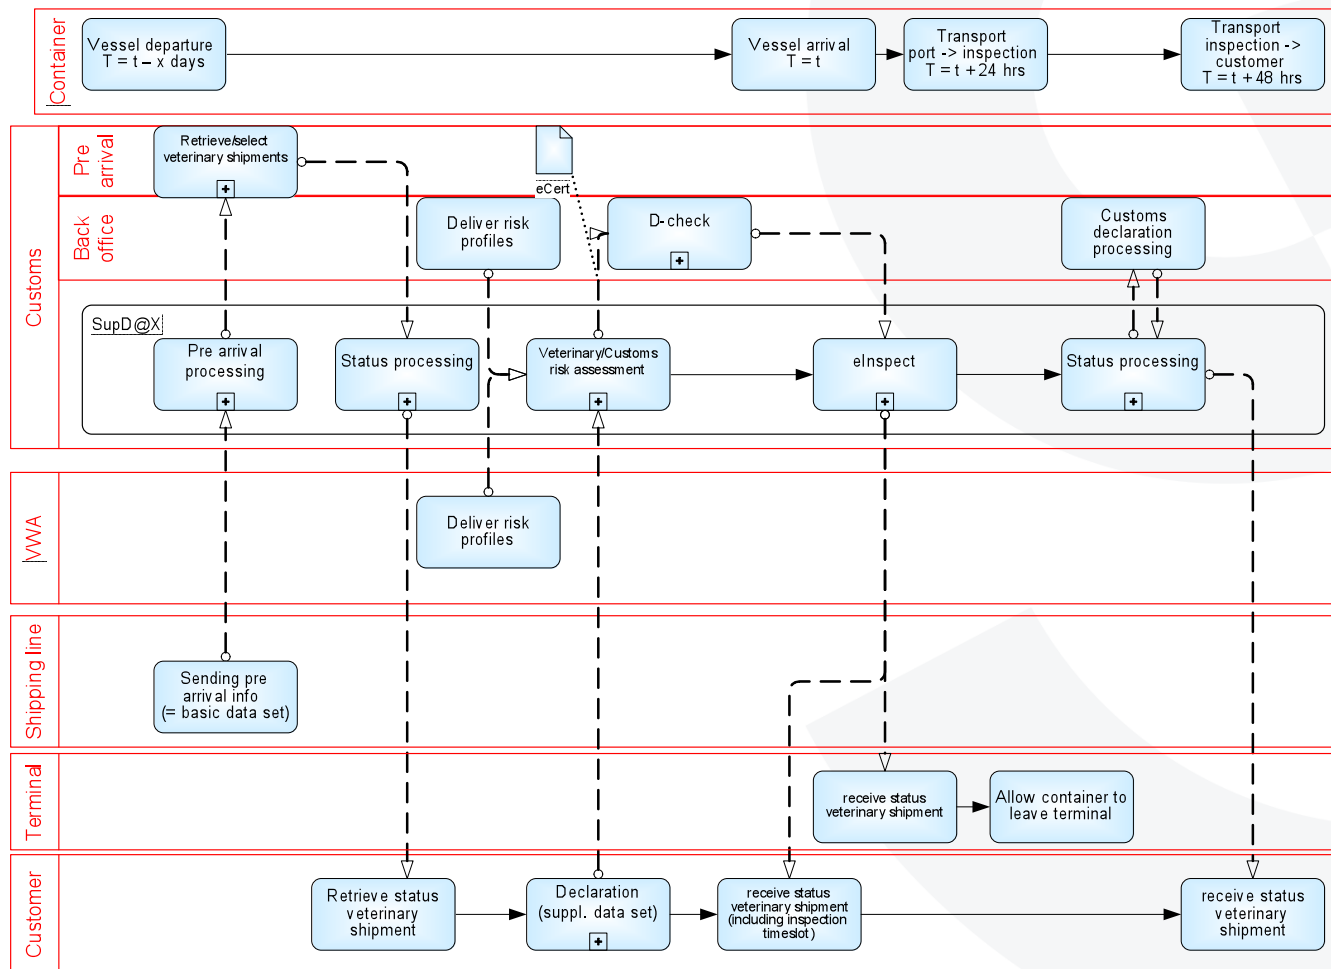 Container
Vessel departure
T = t – x days
Vessel arrival
T = t
Transport
port -> inspection
T = t + 24 hrs
Transport
inspection ->
customer
T = t + 48 hrs
Customs
Pre
arrival
Retrieve/select
veterinary shipments
eCert
Back
office
Deliver risk
profiles
D-check
Customs
declaration
processing
SupD@X
Pre arrival
processing
Status processing
Veterinary/Customs
risk assessment
eInspect
Status processing
VWA
Deliver risk
profiles
Shipping line
Sending pre
arrival info
(= basic data set)
Terminal
receive status
veterinary shipment
Allow container to
leave terminal
Customer
Retrieve status
veterinary
shipment
Declaration
(suppl. data set)
receive status
veterinary shipment
(including inspection
timeslot)
receive status
veterinary
shipment